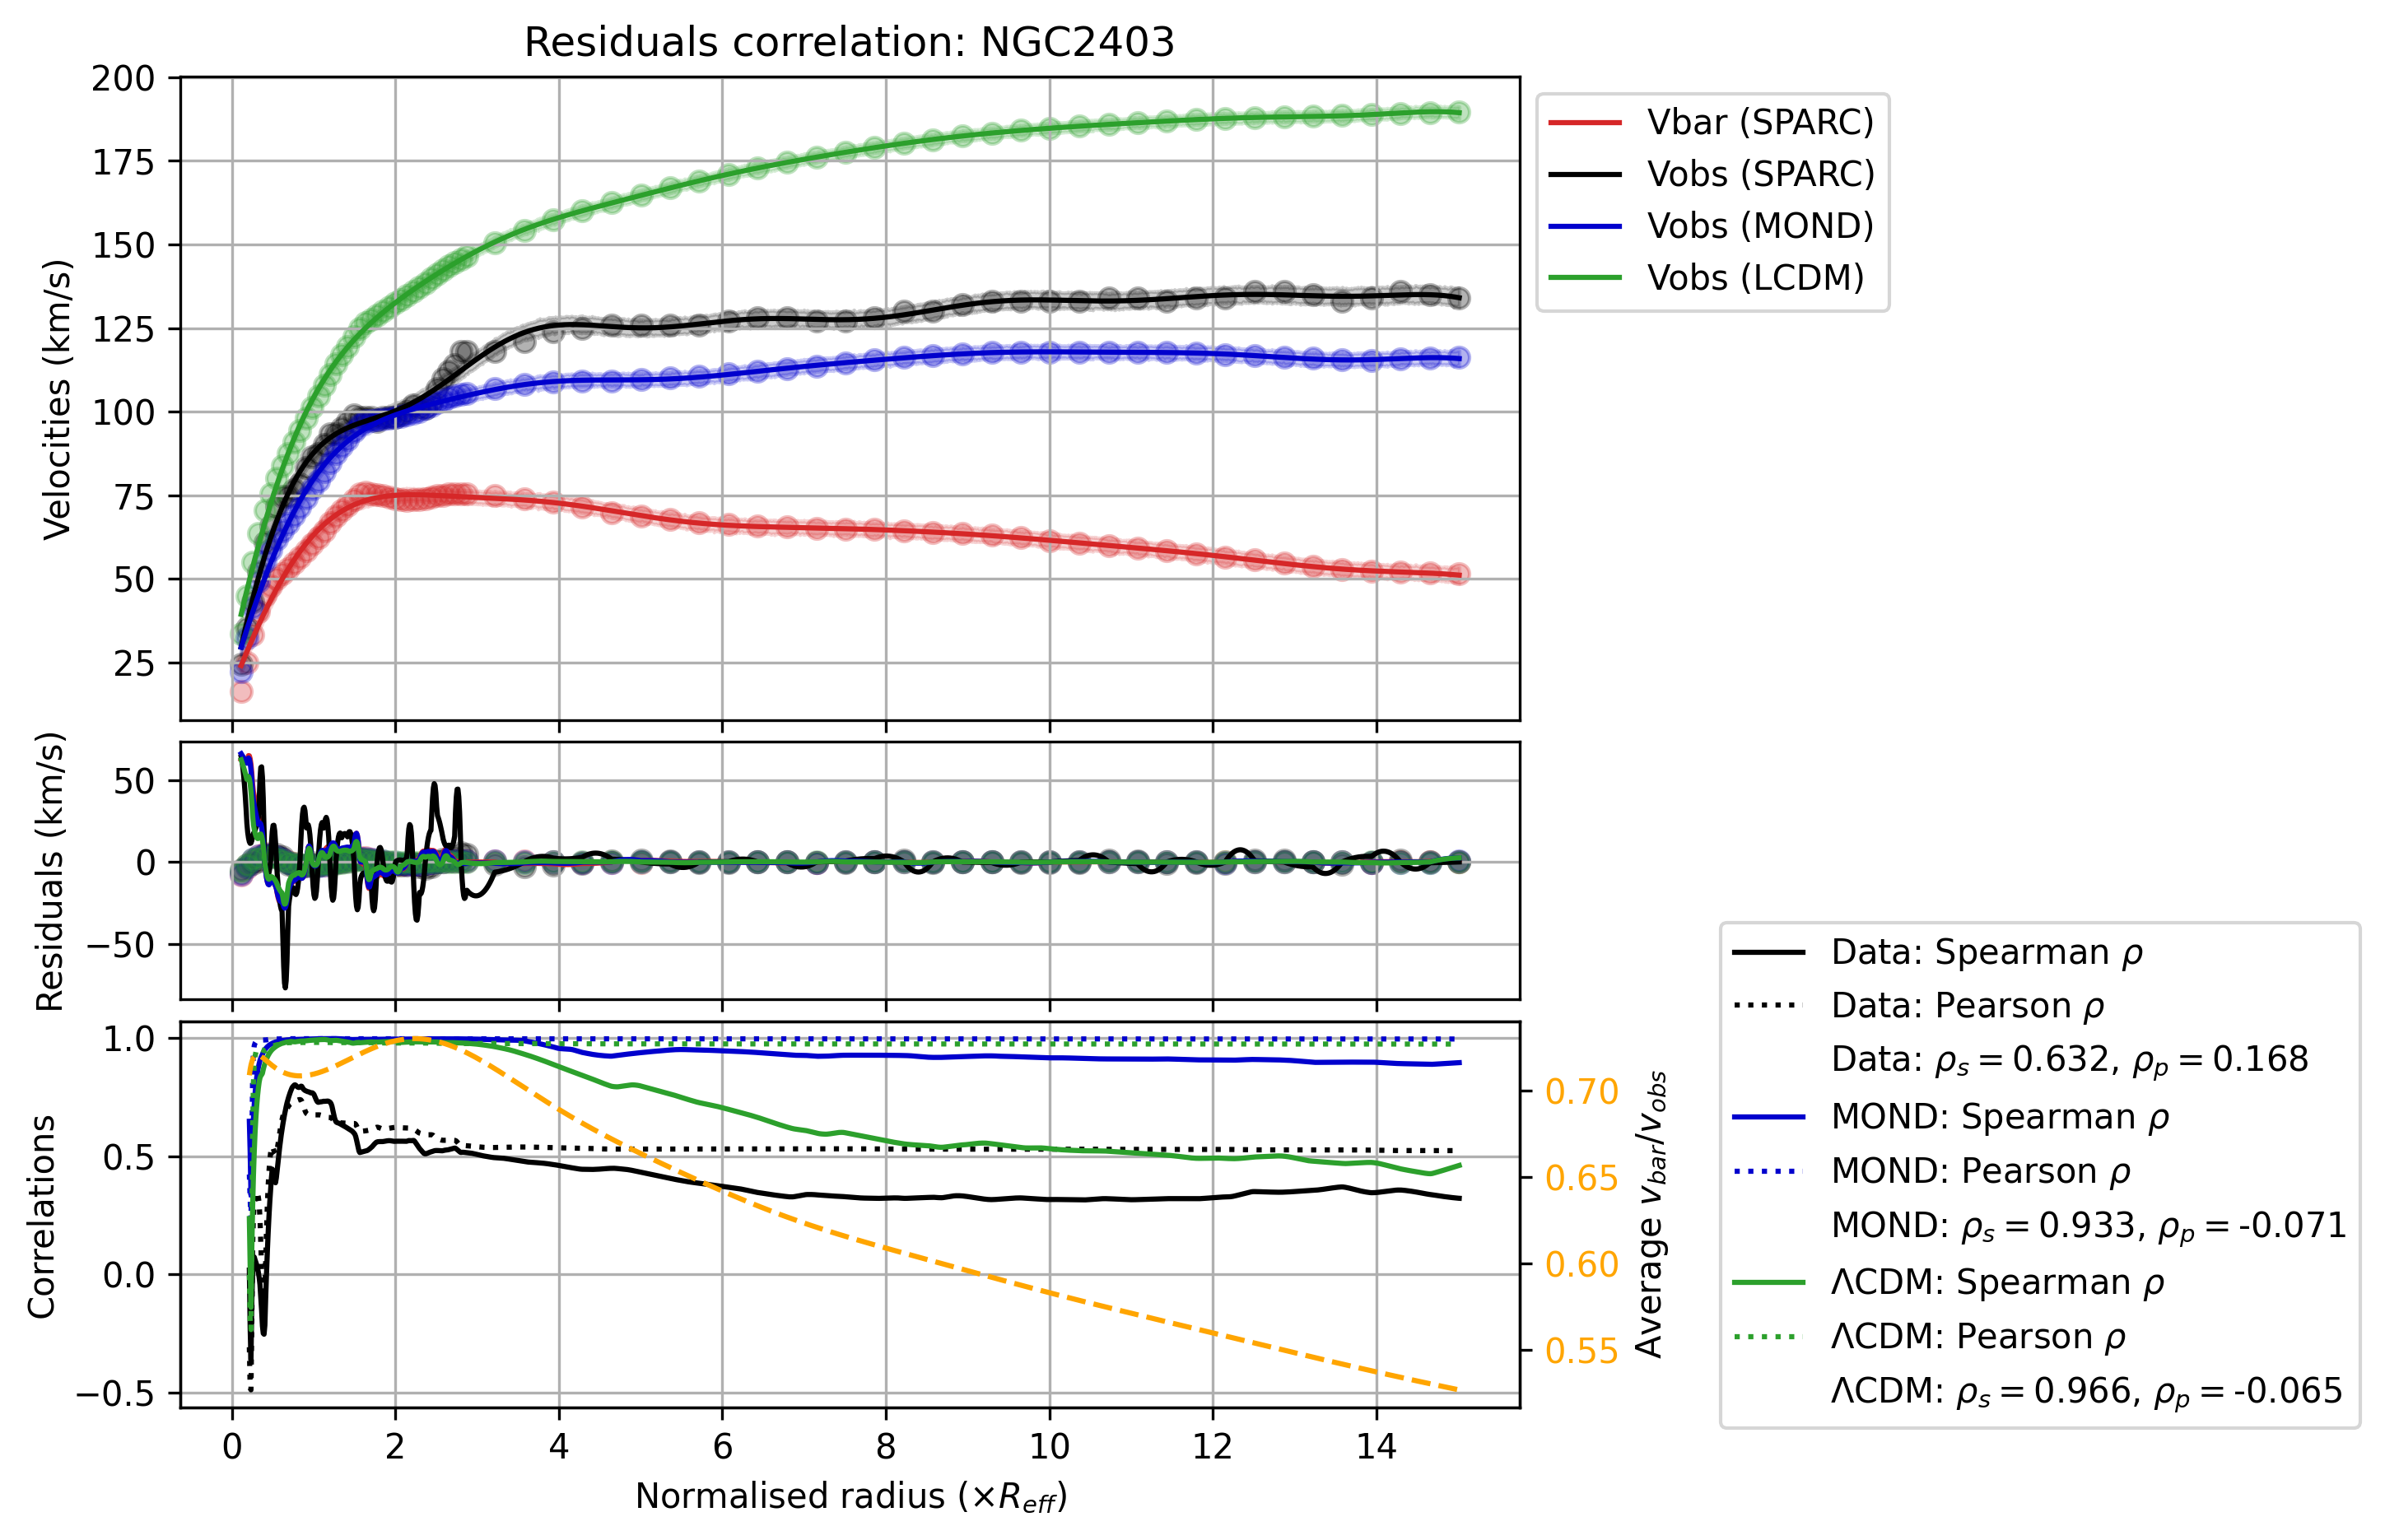 Residuals correlation: NGC2403
200
175
150
125
100
75
50
25
Velocities (km/s)
Vbar (SPARC)
Vobs (SPARC)
Vobs (MOND)
Vobs (LCDM)
50
0
−50
Residuals (km/s)
1.0
0.5
0.0
−0.5
Correlations
0.70
0.65
0.60
0.55
Average v_bar/v_obs
0 2 4 6 8 10 12 14
Normalised radius (×R_eff)
Data: Spearman ρ
Data: Pearson ρ
Data: ρ_s = 0.632, ρ_p = 0.168
MOND: Spearman ρ
MOND: Pearson ρ
MOND: ρ_s = 0.933, ρ_p = -0.071
ΛCDM: Spearman ρ
ΛCDM: Pearson ρ
ΛCDM: ρ_s = 0.966, ρ_p = -0.065